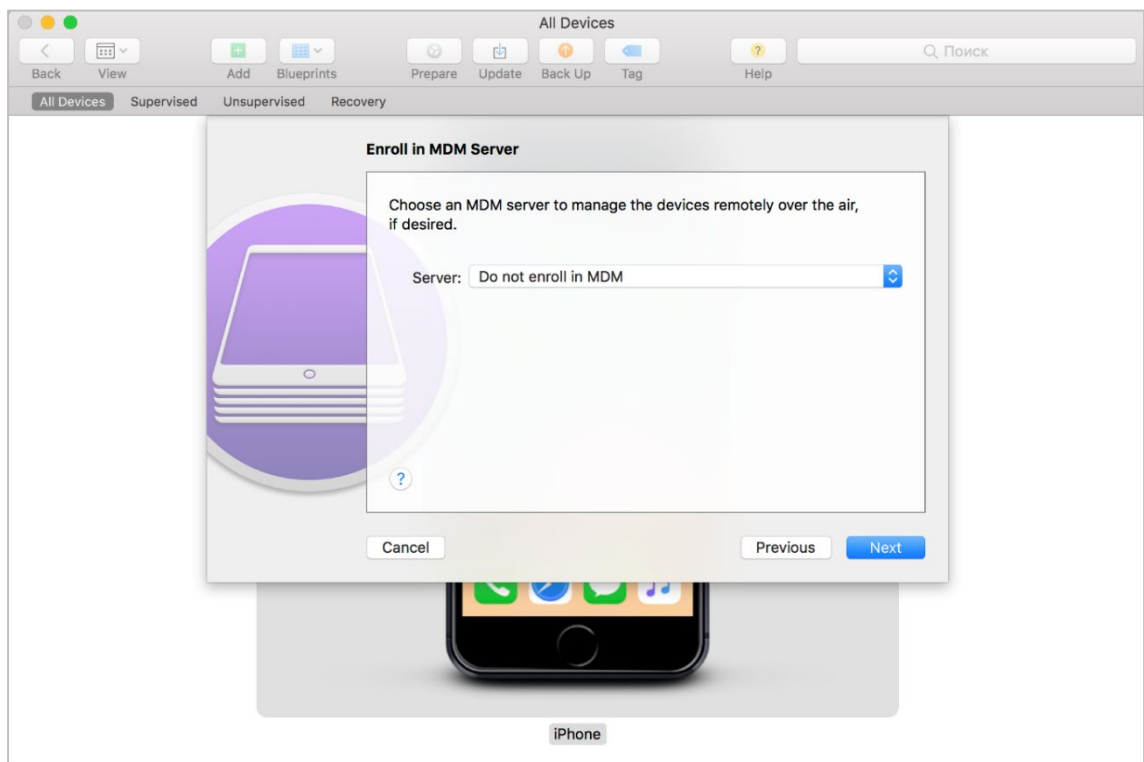 All Devices
Back View Add Blueprints Prepare Update Back Up Tag ? Help Поиск
All Devices Supervised Unsupervised Recovery
Enroll in MDM Server
Choose an MDM server to manage the devices remotely over the air,
if desired.
Server: Do not enroll in MDM
?
Cancel Previous Next
iPhone